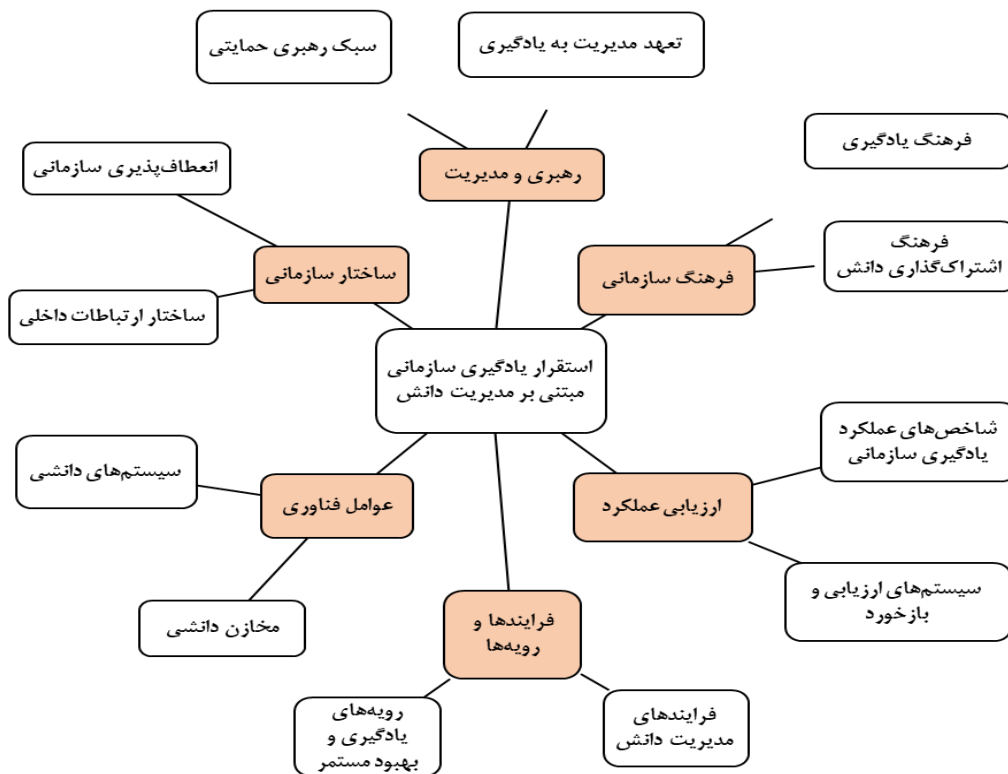 تعهد مدیریت به یادگیری
سبک رهبری حمایتی
فرهنگ یادگیری
رهبری و مدیریت
انعطاف‌پذیری سازمانی
فرهنگ
اشتراک‌گذاری دانش
فرهنگ سازمانی
ساختار سازمانی
ساختار ارتباطات داخلی
استقرار یادگیری سازمانی
مبتنی بر مدیریت دانش
شاخص‌های عملکرد
یادگیری سازمانی
ارزیابی عملکرد
عوامل فناوری
سیستم‌های دانشی
سیستم‌های ارزیابی و
بازخورد
فرایندها و
رویه‌ها
مخازن دانشی
فرایندهای
مدیریت دانش
رویه‌های
یادگیری و
بهبود مستمر